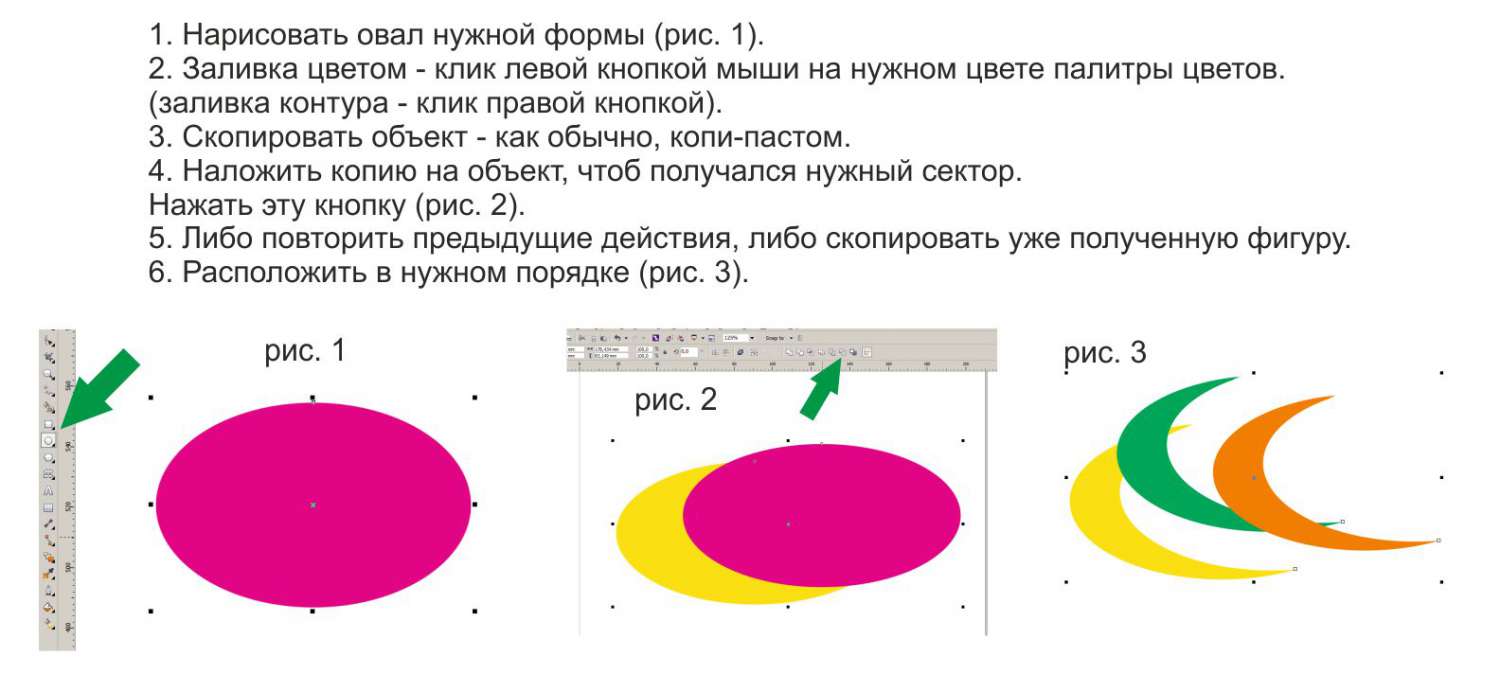 1. Нарисовать овал нужной формы (рис. 1).
2. Заливка цветом - клик левой кнопкой мыши на нужном цвете палитры цветов.
(заливка контура - клик правой кнопкой).
3. Скопировать объект - как обычно, копи-пастом.
4. Наложить копию на объект, чтоб получался нужный сектор.
Нажать эту кнопку (рис. 2).
5. Либо повторить предыдущие действия, либо скопировать уже полученную фигуру.
6. Расположить в нужном порядке (рис. 3).
рис. 1
рис. 2
рис. 3